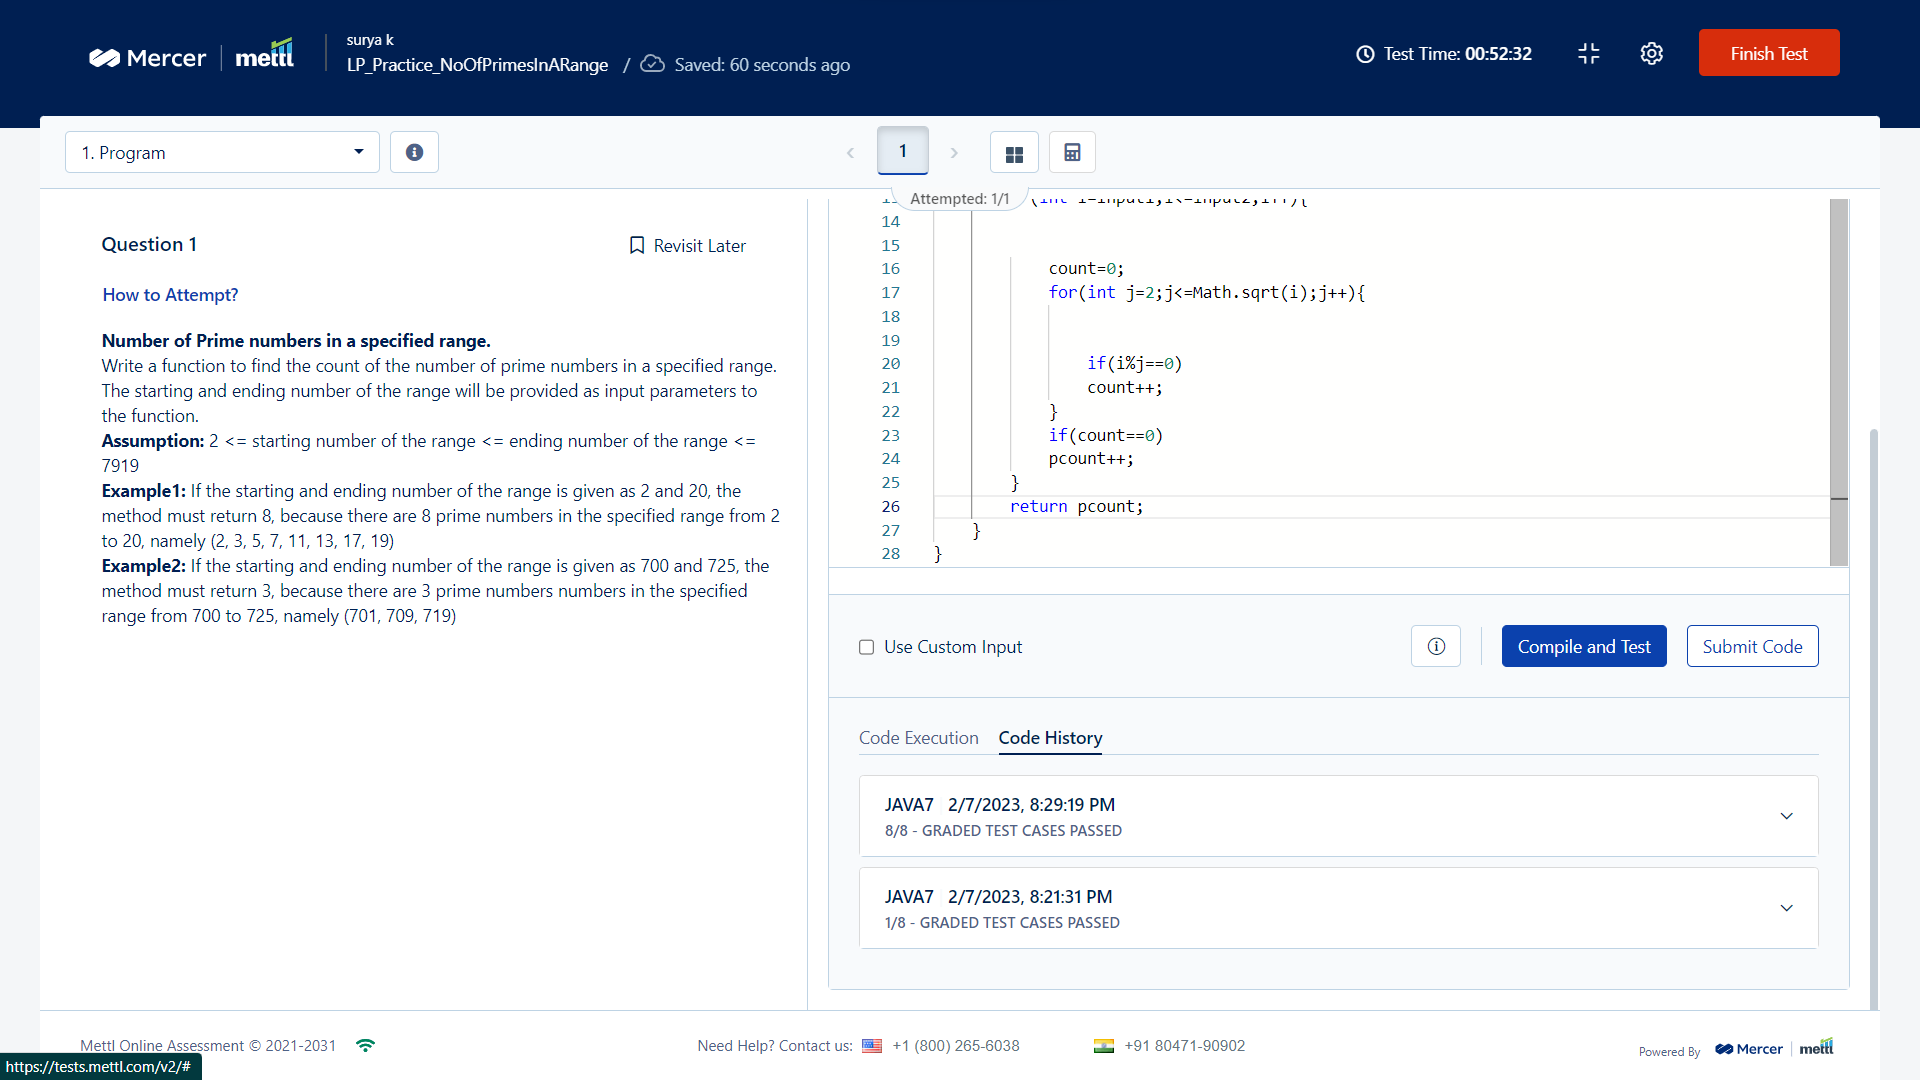 Mercer
mettl
surya k
LP_Practice_NoOfPrimesInARange / Saved: 60 seconds ago
Test Time: 00:52:32
Finish Test
1. Program
1
Attempted: 1/1
Question 1
Revisit Later
How to Attempt?
Number of Prime numbers in a specified range.
Write a function to find the count of the number of prime numbers in a specified range.
The starting and ending number of the range will be provided as input parameters to
the function.
Assumption: 2 <= starting number of the range <= ending number of the range <=
7919
Example1: If the starting and ending number of the range is given as 2 and 20, the
method must return 8, because there are 8 prime numbers in the specified range from 2
to 20, namely (2, 3, 5, 7, 11, 13, 17, 19)
Example2: If the starting and ending number of the range is given as 700 and 725, the
method must return 3, because there are 3 prime numbers numbers in the specified
range from 700 to 725, namely (701, 709, 719)
(int i=input1;i<=input2;i++){
14
15
16 count=0;
17 for(int j=2;j<=Math.sqrt(i);j++){
18
19
20 if(i%j==0)
21 count++;
22 }
23 if(count==0)
24 pcount++;
25 }
26 return pcount;
27 }
28 }
Use Custom Input
Compile and Test
Submit Code
Code Execution
Code History
JAVA7 2/7/2023, 8:29:19 PM
8/8 - GRADED TEST CASES PASSED
JAVA7 2/7/2023, 8:21:31 PM
1/8 - GRADED TEST CASES PASSED
Mettl Online Assessment © 2021-2031
Need Help? Contact us: +1 (800) 265-6038
+91 80471-90902
Powered By Mercer mettl
https://tests.mettl.com/v2/#